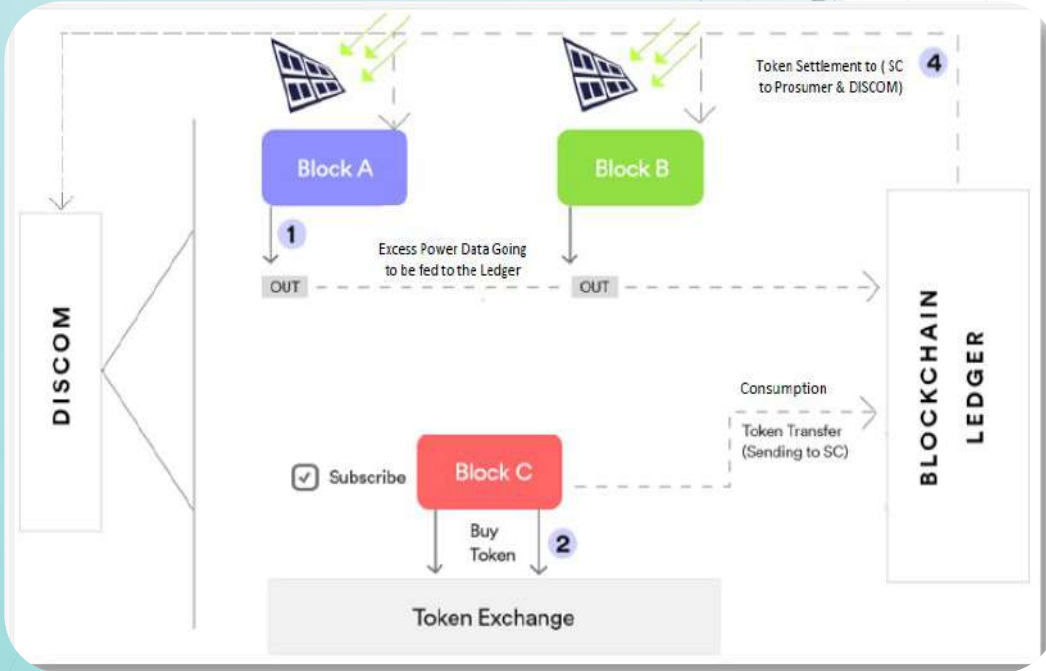 Token Settlement to ( SC
to Prosumer & DISCOM)
4
Block A
Block B
1
Excess Power Data Going
to be fed to the Ledger
OUT
OUT
DISCOM
BLOCKCHAIN
LEDGER
Consumption
Token Transfer
(Sending to SC)
Subscribe
Block C
Buy
Token
2
Token Exchange